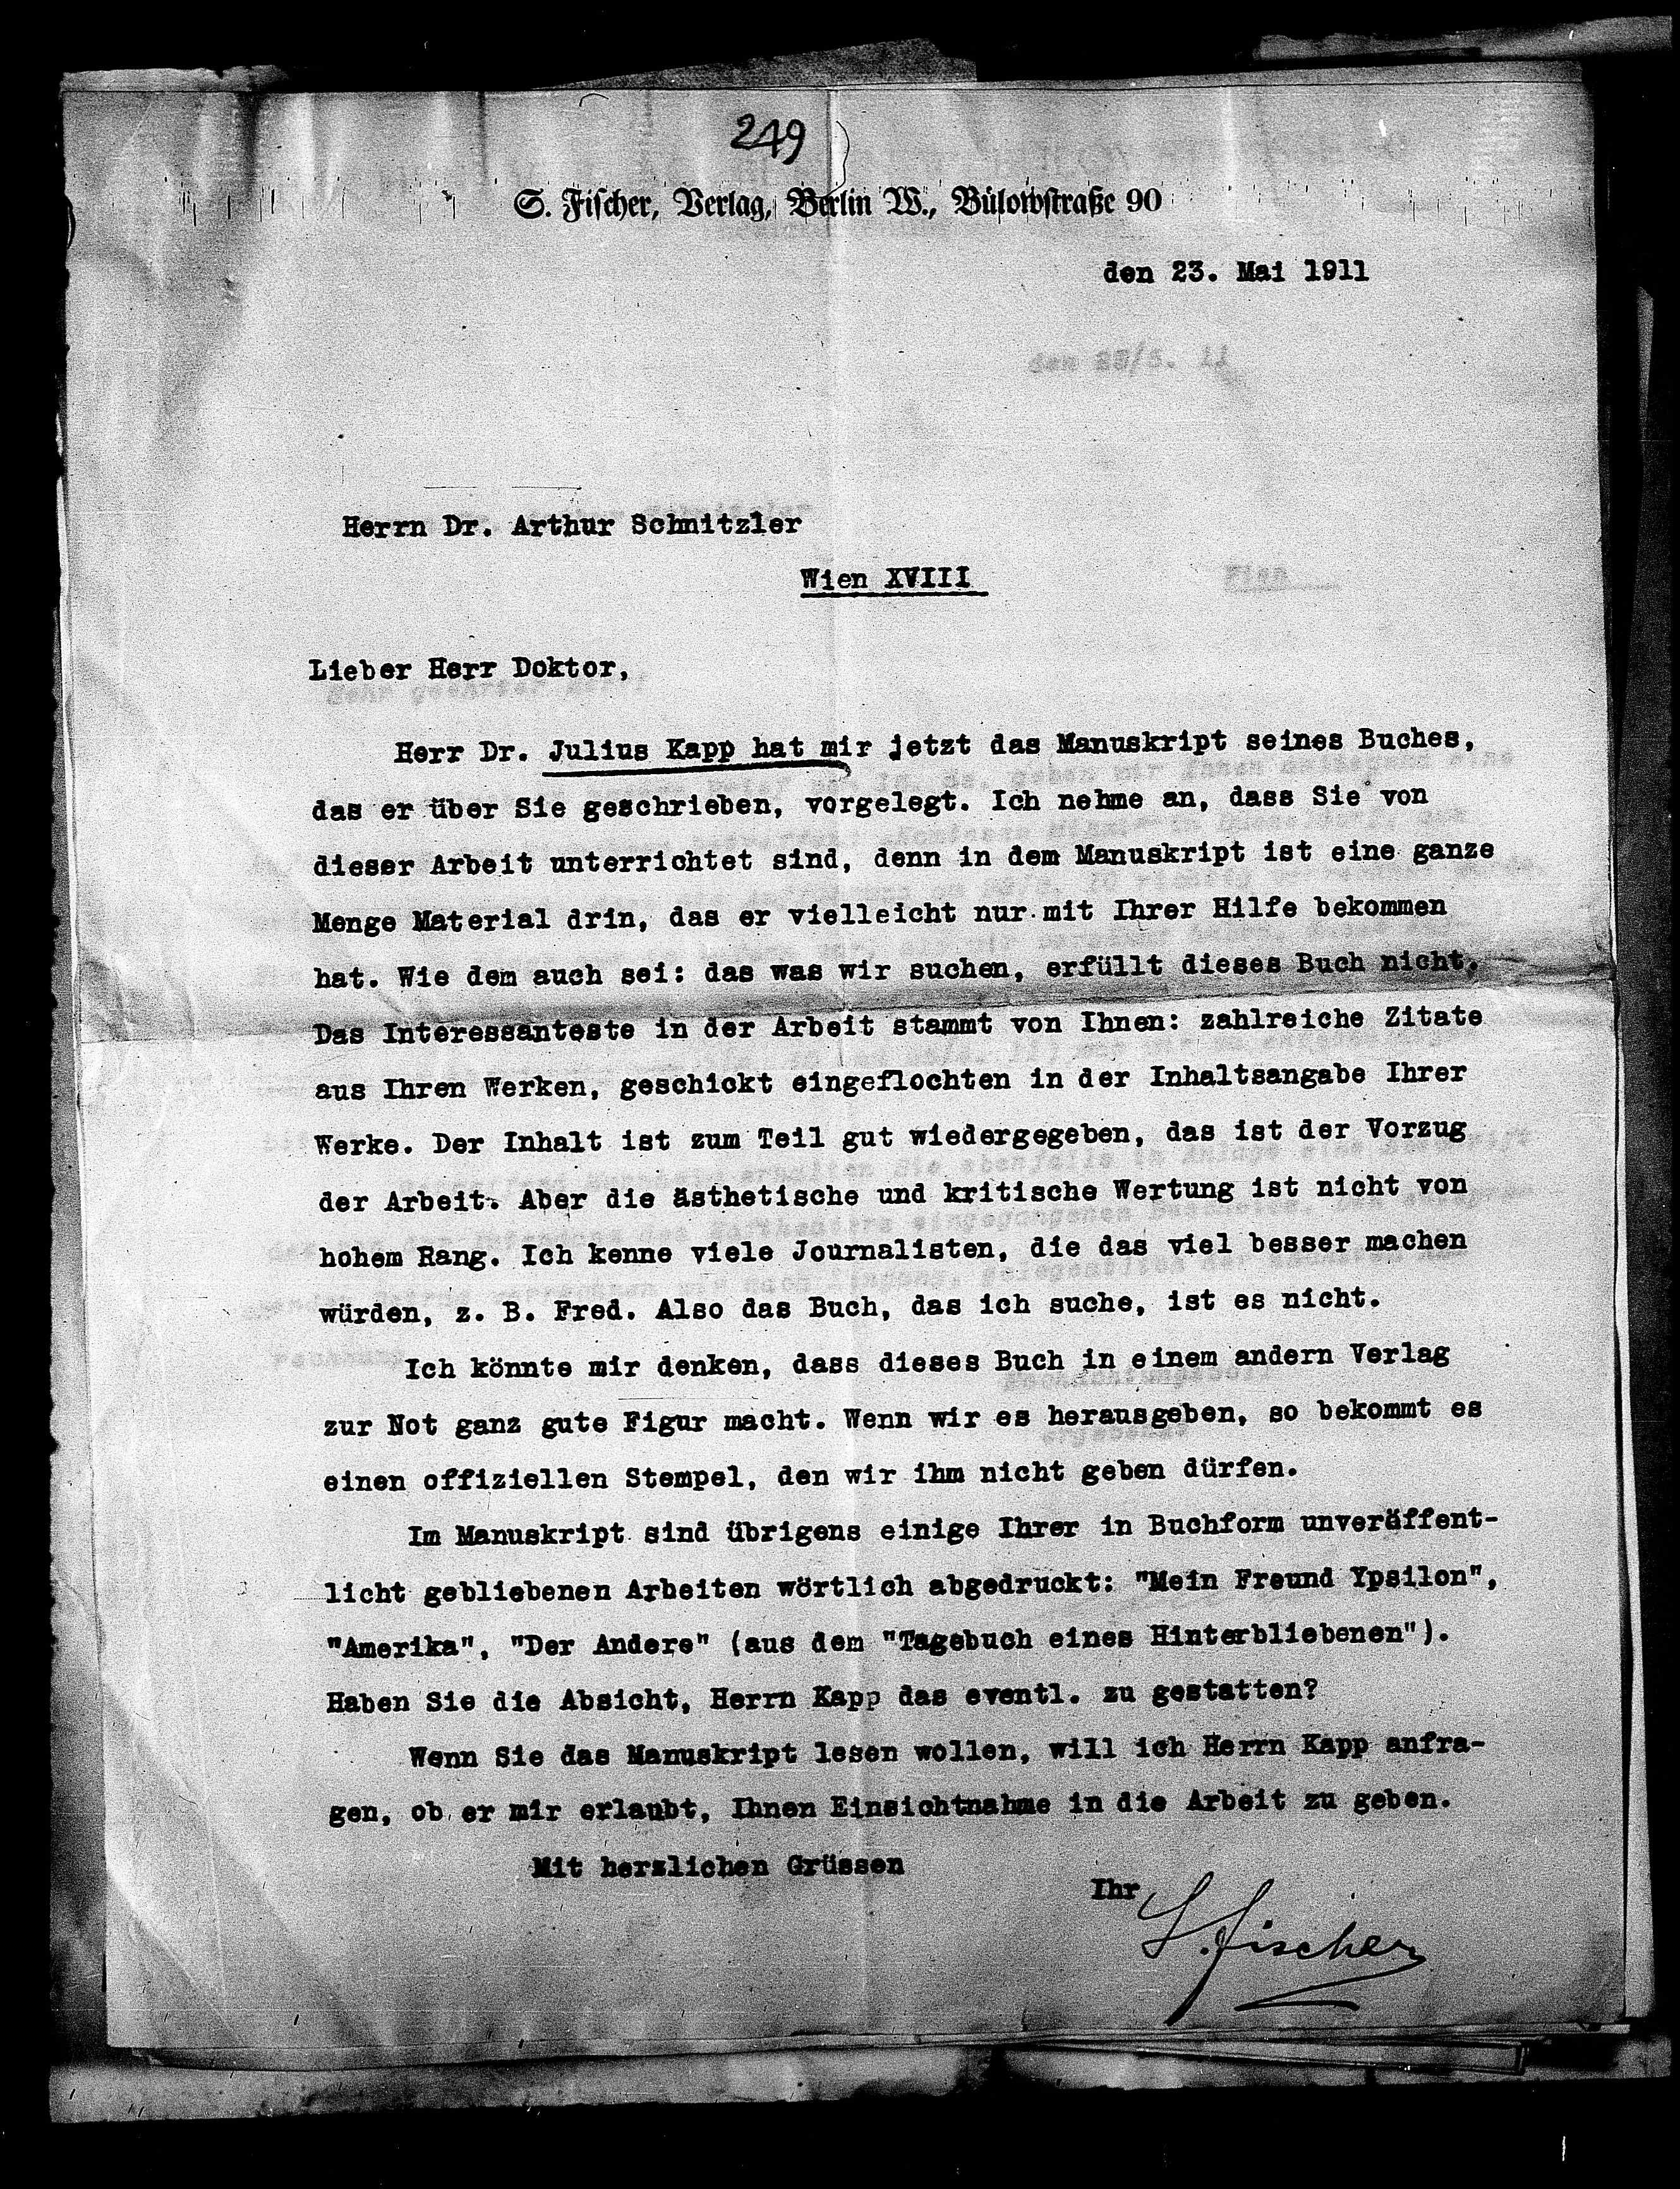 249
S. Fischer, Verlag, Berlin W., Bülowstraße 90
den 23. Mai 1911
Herrn Dr. Arthur Schnitzler
Wien XVIII
Lieber Herr Doktor,
Herr Dr. Julius Kapp hat mir jetzt das Manuskript seines Buches,
das er über Sie geschrieben, vorgelegt. Ich nehme an, dass Sie von
dieser Arbeit unterrichtet sind, denn in dem Manuskript ist eine ganze
Menge Material drin, das er vielleicht nur mit Ihrer Hilfe bekommen
hat. Wie dem auch sei: das was wir suchen, erfüllt dieses Buch nicht.
Das Interessanteste in der Arbeit stammt von Ihnen: zahlreiche Zitate
aus Ihren Werken, geschickt eingeflochten in der Inhaltsangabe Ihrer
Werke. Der Inhalt ist zum Teil gut wiedergegeben, das ist der Vorzug
der Arbeit. Aber die ästhetische und kritische Wertung ist nicht von
hohem Rang. Ich kenne viele Journalisten, die das viel besser machen
würden, z. B. Fred. Also das Buch, das ich suche, ist es nicht.
Ich könnte mir denken, dass dieses Buch in einem andern Verlag
zur Not ganz gute Figur macht. Wenn wir es herausgeben, so bekommt es
einen offiziellen Stempel, den wir ihm nicht geben dürfen.
Im Manuskript sind übrigens einige Ihrer in Buchform unveräffent-
licht gebliebenen Arbeiten wörtlich abgedruckt: "Mein Freund Ypsilon",
"Amerika", "Der Andere" (aus dem "Tagebuch eines Hinterbliebenen").
Haben Sie die Absicht, Herrn Kapp das eventl. zu gestatten?
Wenn Sie das Manuskript lesen wollen, will ich Herrn Kapp anfra-
gen, ob er mir erlaubt, Ihnen Einsichtnahme in die Arbeit zu geben.
Mit herzlichen Grüssen
Ihr
S. Fischer